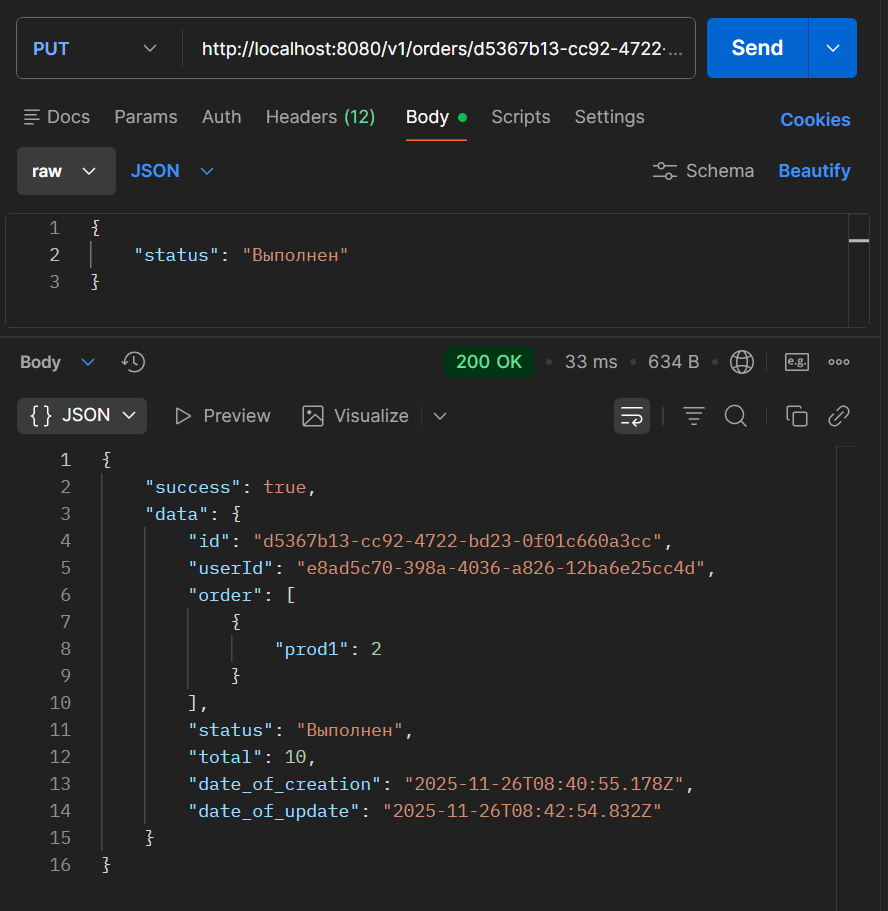 PUT http://localhost:8080/v1/orders/d5367b13-cc92-4722-... Send
Docs Params Auth Headers (12) Body Scripts Settings Cookies
raw JSON Schema Beautify
1 {
2 "status": "Выполнен"
3 }
Body 200 OK • 33 ms • 634 B • e.g.
{} JSON Preview Visualize
1 {
2 "success": true,
3 "data": {
4 "id": "d5367b13-cc92-4722-bd23-0f01c660a3cc",
5 "userId": "e8ad5c70-398a-4036-a826-12ba6e25cc4d",
6 "order": [
7 {
8 "prod1": 2
9 }
10 ],
11 "status": "Выполнен",
12 "total": 10,
13 "date_of_creation": "2025-11-26T08:40:55.178Z",
14 "date_of_update": "2025-11-26T08:42:54.832Z"
15 }
16 }